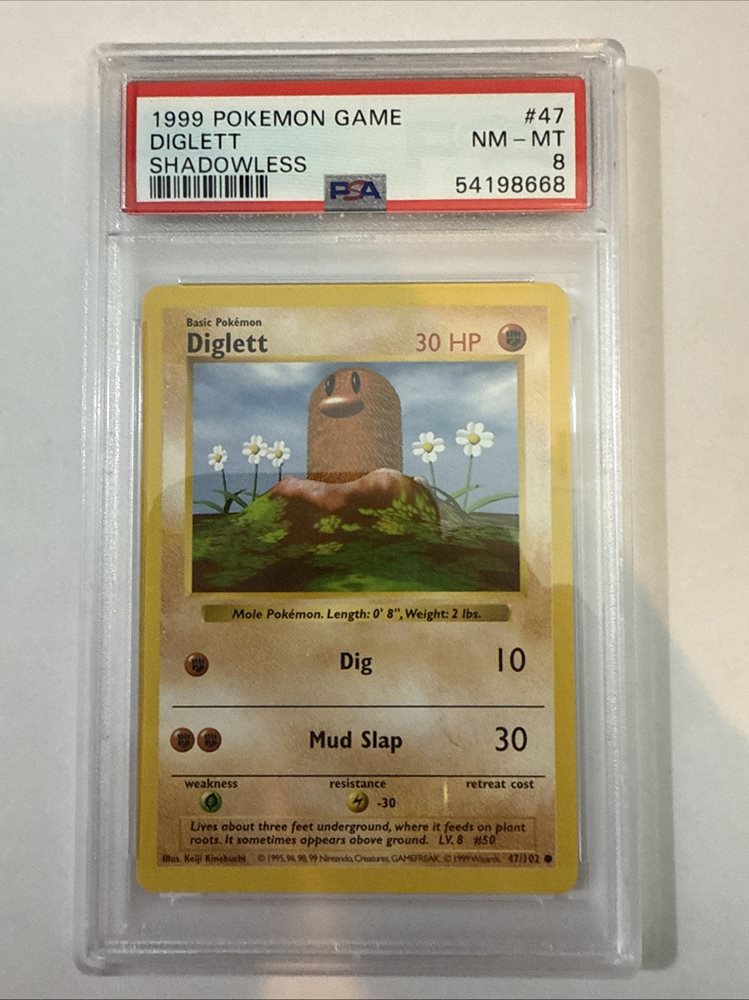 1999 POKEMON GAME #47
DIGLETT NM - MT
SHADOWLESS 8
PSA 54198668
Basic Pokémon
Diglett 30 HP
Mole Pokémon. Length: 0' 8", Weight: 2 lbs.
Dig 10
Mud Slap 30
weakness resistance retreat cost
-30
Lives about three feet underground, where it feeds on plant
roots. It sometimes appears above ground. LV. 8 #50
Illus. Keiji Kinebuchi © 1995, 96, 98, 99 Nintendo, Creatures, GAMEFREAK. © 1999 Wizards. 47/102